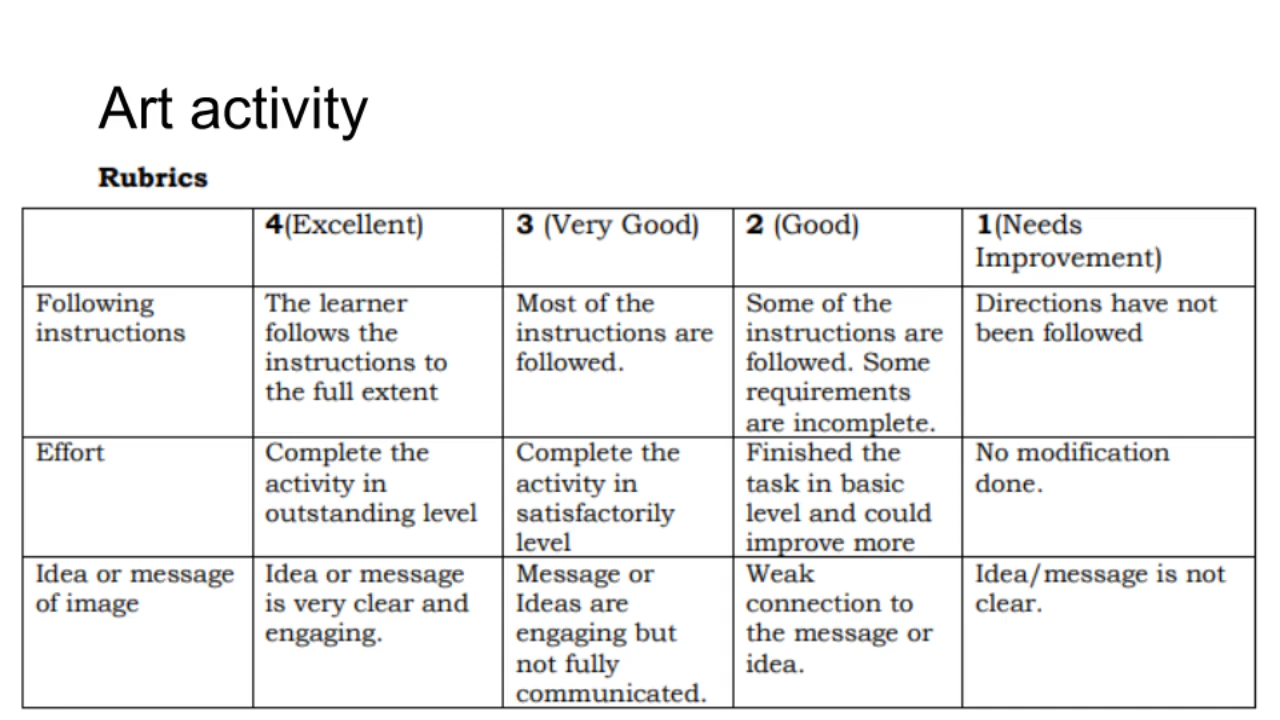 Art activity
Rubrics
4(Excellent)
3 (Very Good)
2 (Good)
1(Needs
Improvement)
Following
instructions
The learner
follows the
instructions to
the full extent
Most of the
instructions are
followed.
Some of the
instructions are
followed. Some
requirements
are incomplete.
Directions have not
been followed
Effort
Complete the
activity in
outstanding level
Complete the
activity in
satisfactorily
level
Finished the
task in basic
level and could
improve more
No modification
done.
Idea or message
of image
Idea or message
is very clear and
engaging.
Message or
Ideas are
engaging but
not fully
communicated.
Weak
connection to
the message or
idea.
Idea/message is not
clear.